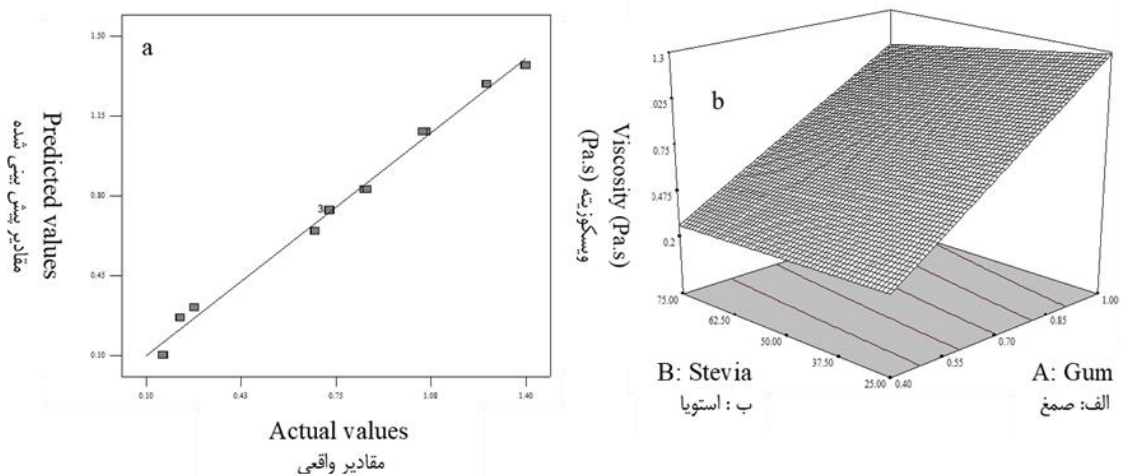 a
1.50
1.15
0.80
0.45
0.10
3
0.10
0.43
0.75
1.08
1.40
Predicted values
مقادیر پیش بینی شده
Actual values
مقادیر واقعی
b
1.3
.025
0.75
0.475
0.2
Viscosity (Pa.s)
ویسکوزیته (Pa.s)
75.00
62.50
50.00
37.50
25.00
0.40
0.55
0.70
0.85
1.00
B: Stevia
ب : استویا
A: Gum
الف: صمغ